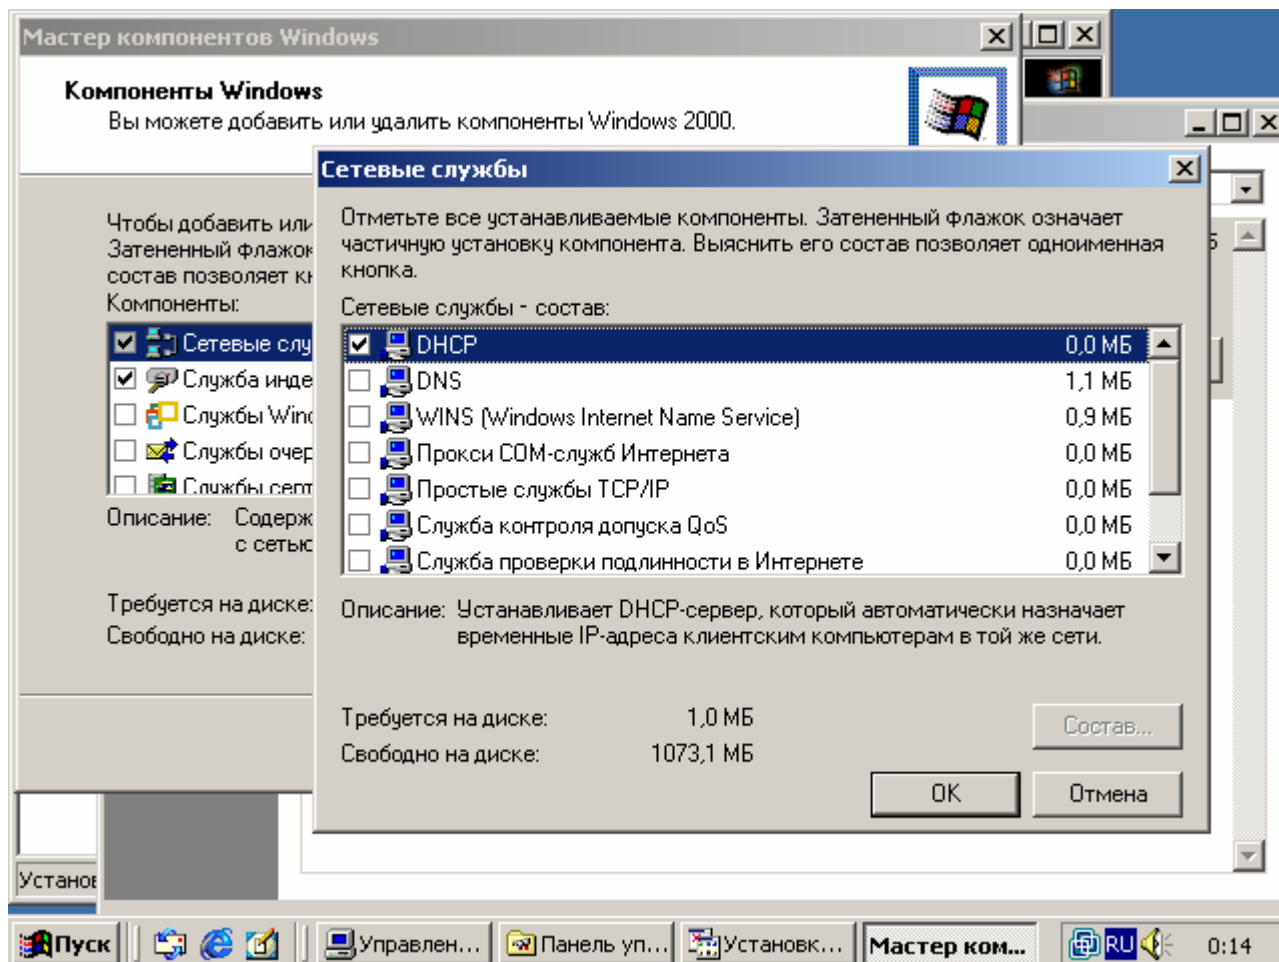 Мастер компонентов Windows
Компоненты Windows
Вы можете добавить или удалить компоненты Windows 2000.
Сетевые службы
Чтобы добавить или
Затененный флажок
состав позволяет
Компоненты:
Сетевые слу
Служба инде
Службы Wind
Службы очер
Службы серт
Описание: Содерж
с сетью
Требуется на диске:
Свободно на диске:
Отметьте все устанавливаемые компоненты. Затененный флажок означает
частичную установку компонента. Выяснить его состав позволяет одноименная
кнопка.
Сетевые службы - состав:
DHCP 0,0 МБ
DNS 1,1 МБ
WINS (Windows Internet Name Service) 0,9 МБ
Прокси COM-служб Интернета 0,0 МБ
Простые службы TCP/IP 0,0 МБ
Служба контроля допуска QoS 0,0 МБ
Служба проверки подлинности в Интернете 0,0 МБ
Описание: Устанавливает DHCP-сервер, который автоматически назначает
временные IP-адреса клиентским компьютерам в той же сети.
Требуется на диске: 1,0 МБ
Свободно на диске: 1073,1 МБ
Состав...
OK Отмена
Установ
Пуск Управлен... Панель уп... Установк... Мастер ком... RU 0:14